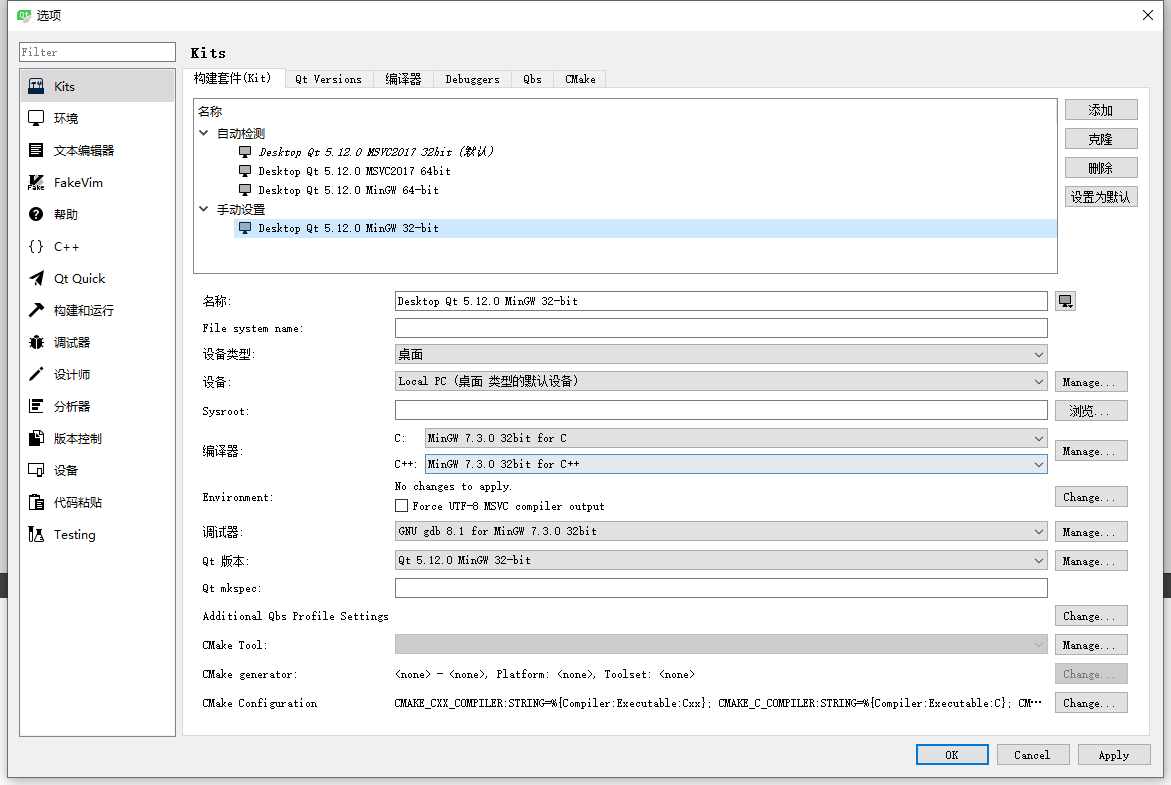 选项
Filter
Kits
环境
文本编辑器
FakeVim
帮助
C++
Qt Quick
构建和运行
调试器
设计师
分析器
版本控制
设备
代码粘贴
Testing
Kits
构建套件(Kit) Qt Versions 编译器 Debuggers Qbs CMake
名称
自动检测
Desktop Qt 5.12.0 MSVC2017 32bit (默认)
Desktop Qt 5.12.0 MSVC2017 64bit
Desktop Qt 5.12.0 MinGW 64-bit
手动设置
Desktop Qt 5.12.0 MinGW 32-bit
添加
克隆
删除
设置为默认
名称: Desktop Qt 5.12.0 MinGW 32-bit
File system name:
设备类型: 桌面
设备: Local PC (桌面 类型的默认设备) Manage...
Sysroot: 浏览...
编译器: Manage...
C: MinGW 7.3.0 32bit for C
C++: MinGW 7.3.0 32bit for C++
Environment: Change...
No changes to apply.
Force UTF-8 MSVC compiler output
调试器: GNU gdb 8.1 for MinGW 7.3.0 32bit Manage...
Qt 版本: Qt 5.12.0 MinGW 32-bit Manage...
Qt mkspec:
Additional Qbs Profile Settings Change...
CMake Tool: Manage...
CMake generator: <none> - <none>, Platform: <none>, Toolset: <none> Change...
CMake Configuration CMAKE_CXX_COMPILER:STRING=%{Compiler:Executable:Cxx}; CMAKE_C_COMPILER:STRING=%{Compiler:Executable:C}; CM… Change...
OK Cancel Apply